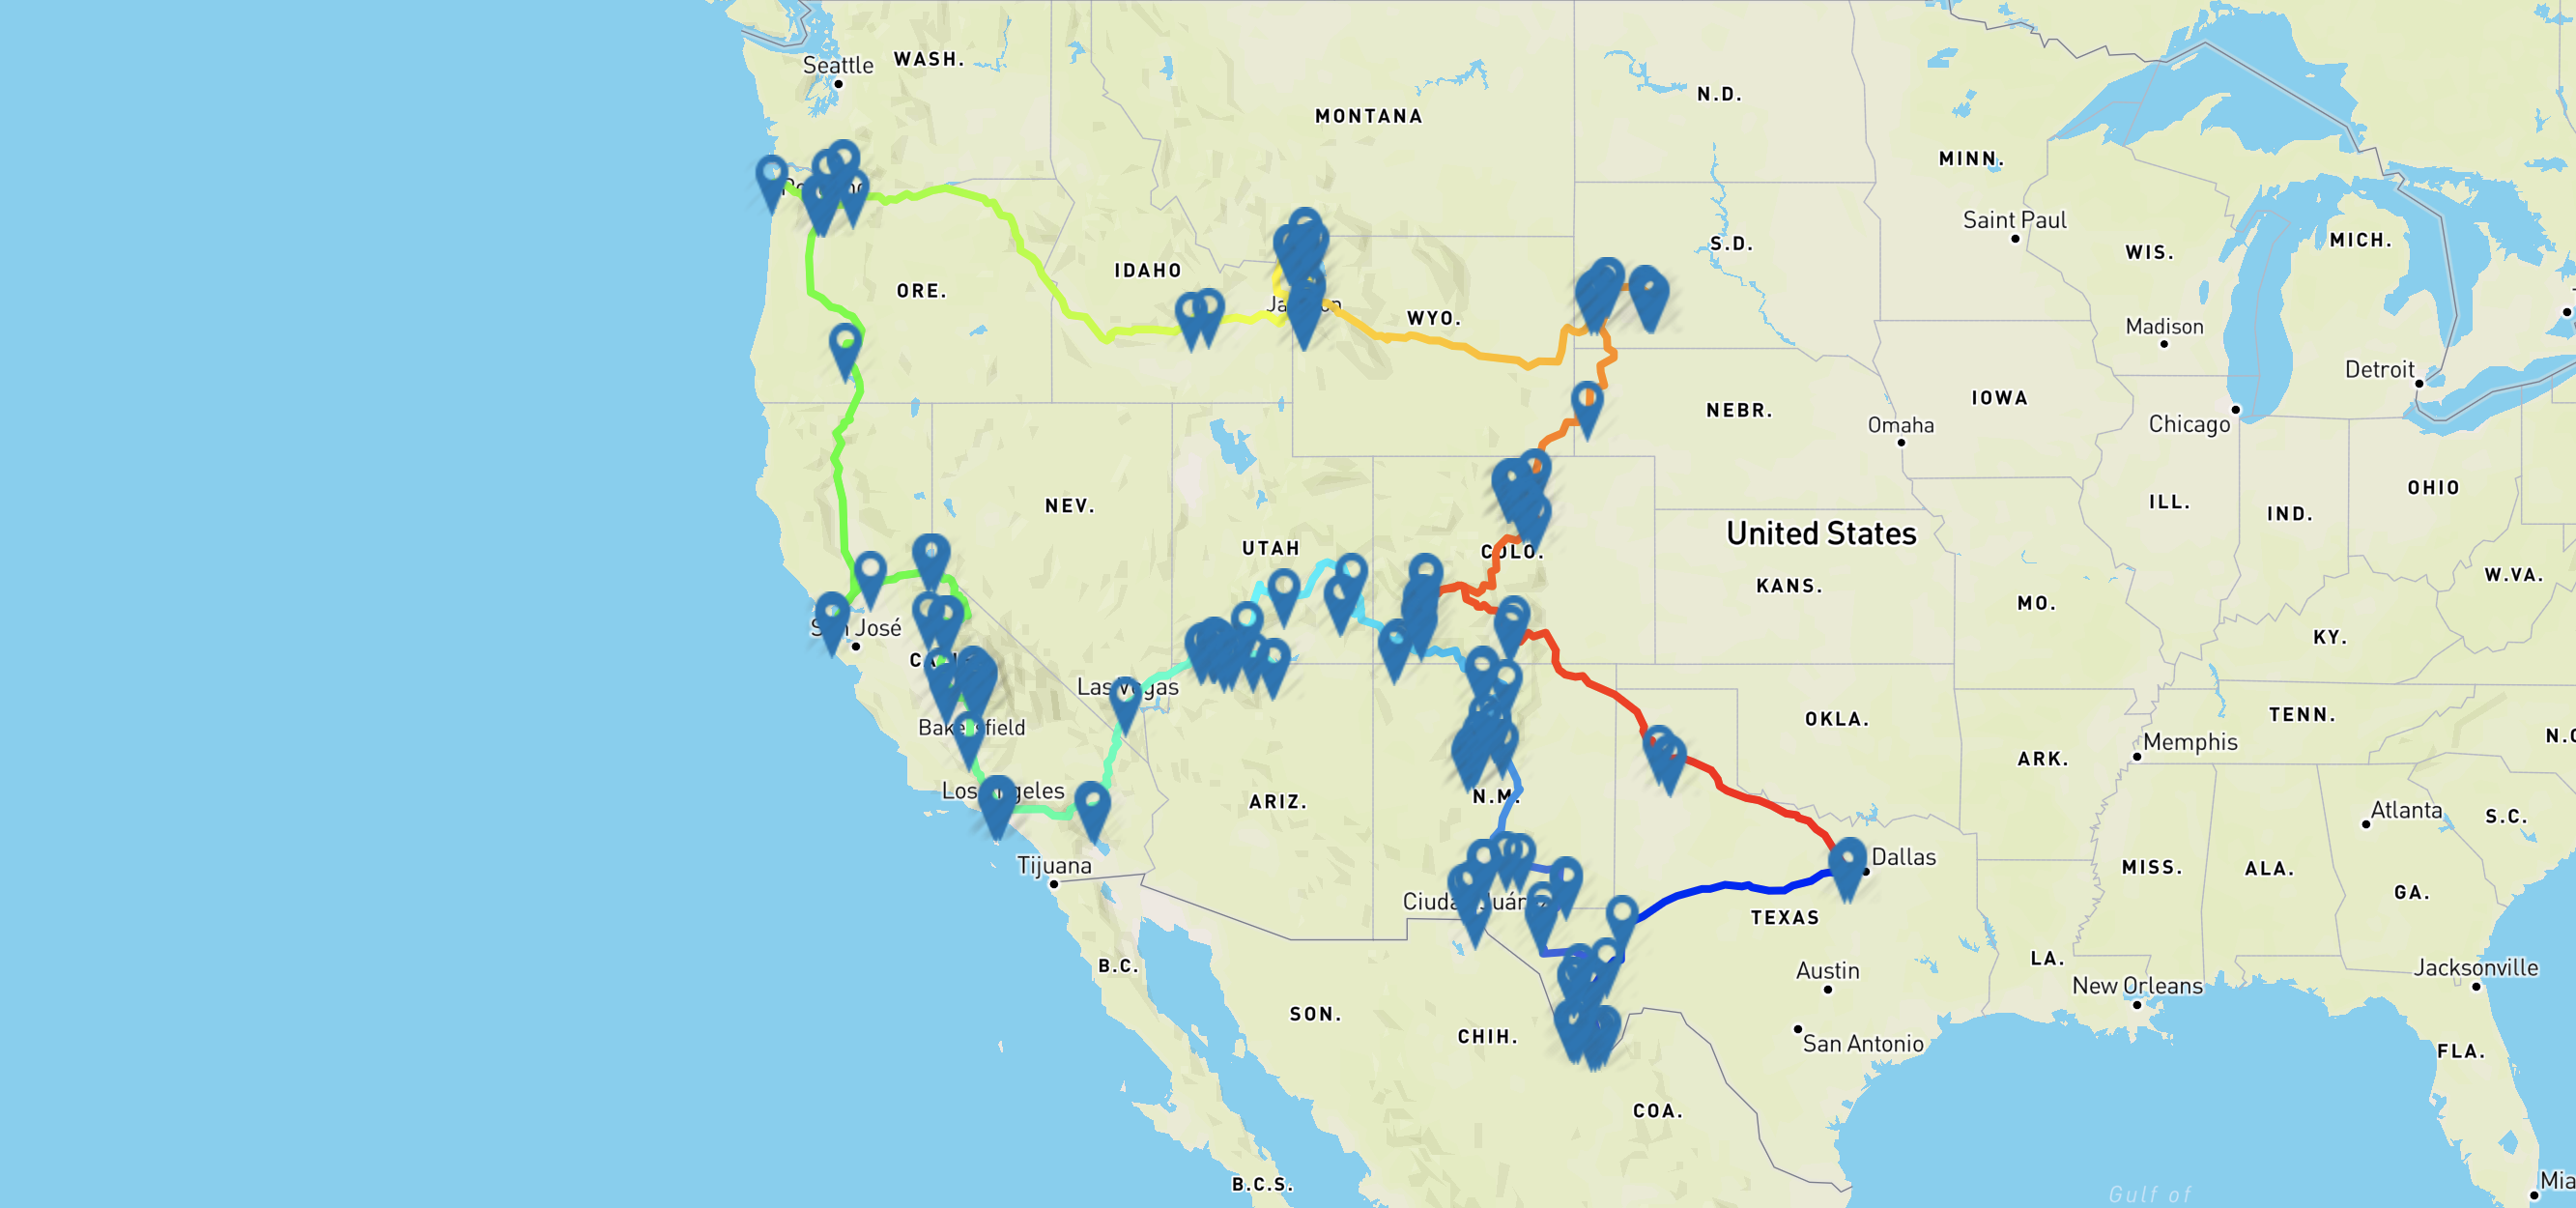 Seattle
WASH.
MONTANA
N.D.
MINN.
Saint Paul
WIS.
MICH.
S.D.
IDAHO
ORE.
WYO.
Madison
Detroit
IOWA
NEBR.
Omaha
Chicago
NEV.
UTAH
COLO.
United States
ILL.
IND.
OHIO
KANS.
MO.
W.VA.
KY.
San José
Las Vegas
Bakersfield
OKLA.
TENN.
ARK.
Memphis
Los Angeles
ARIZ.
N.M.
Atlanta
S.C.
Tijuana
Dallas
MISS.
ALA.
GA.
TEXAS
B.C.
LA.
Austin
New Orleans
Jacksonville
SON.
CHIH.
San Antonio
FLA.
COA.
B.C.S.
Gulf of